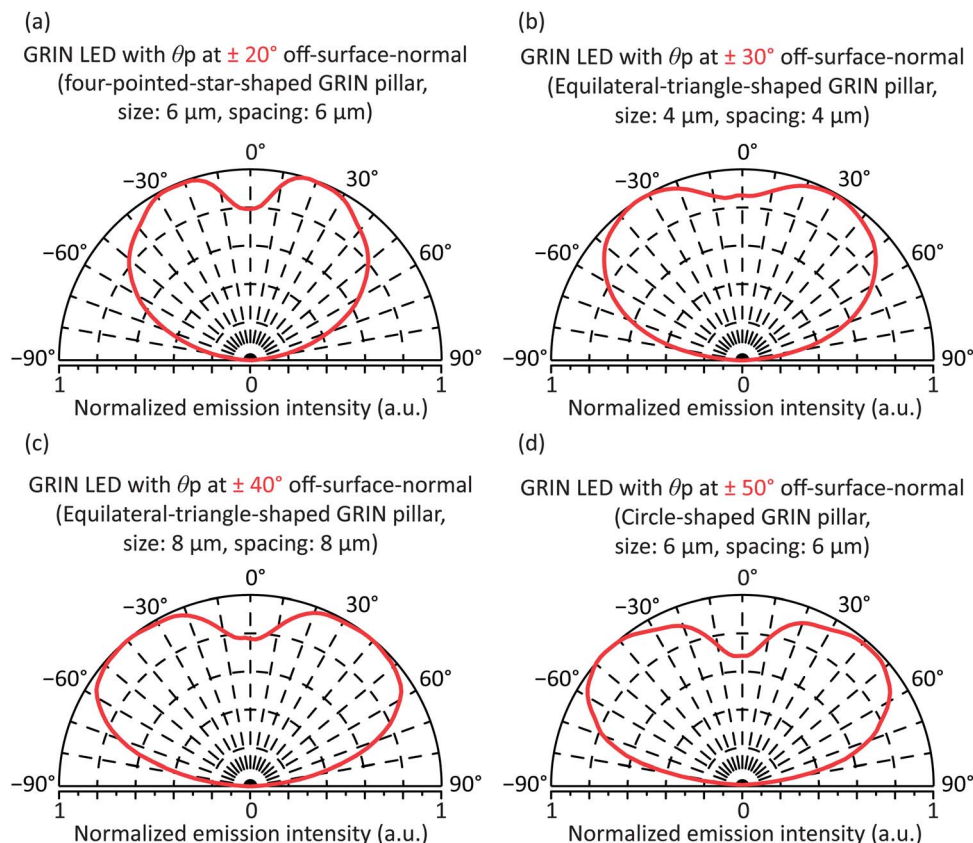 (a)
GRIN LED with θp at ± 20° off-surface-normal
(four-pointed-star-shaped GRIN pillar,
size: 6 µm, spacing: 6 µm)
0°
−30° 30°
−60° 60°
−90° 90°
1 0 1
Normalized emission intensity (a.u.)
(b)
GRIN LED with θp at ± 30° off-surface-normal
(Equilateral-triangle-shaped GRIN pillar,
size: 4 µm, spacing: 4 µm)
0°
−30° 30°
−60° 60°
−90° 90°
1 0 1
Normalized emission intensity (a.u.)
(c)
GRIN LED with θp at ± 40° off-surface-normal
(Equilateral-triangle-shaped GRIN pillar,
size: 8 µm, spacing: 8 µm)
0°
−30° 30°
−60° 60°
−90° 90°
1 0 1
Normalized emission intensity (a.u.)
(d)
GRIN LED with θp at ± 50° off-surface-normal
(Circle-shaped GRIN pillar,
size: 6 µm, spacing: 6 µm)
0°
−30° 30°
−60° 60°
−90° 90°
1 0 1
Normalized emission intensity (a.u.)